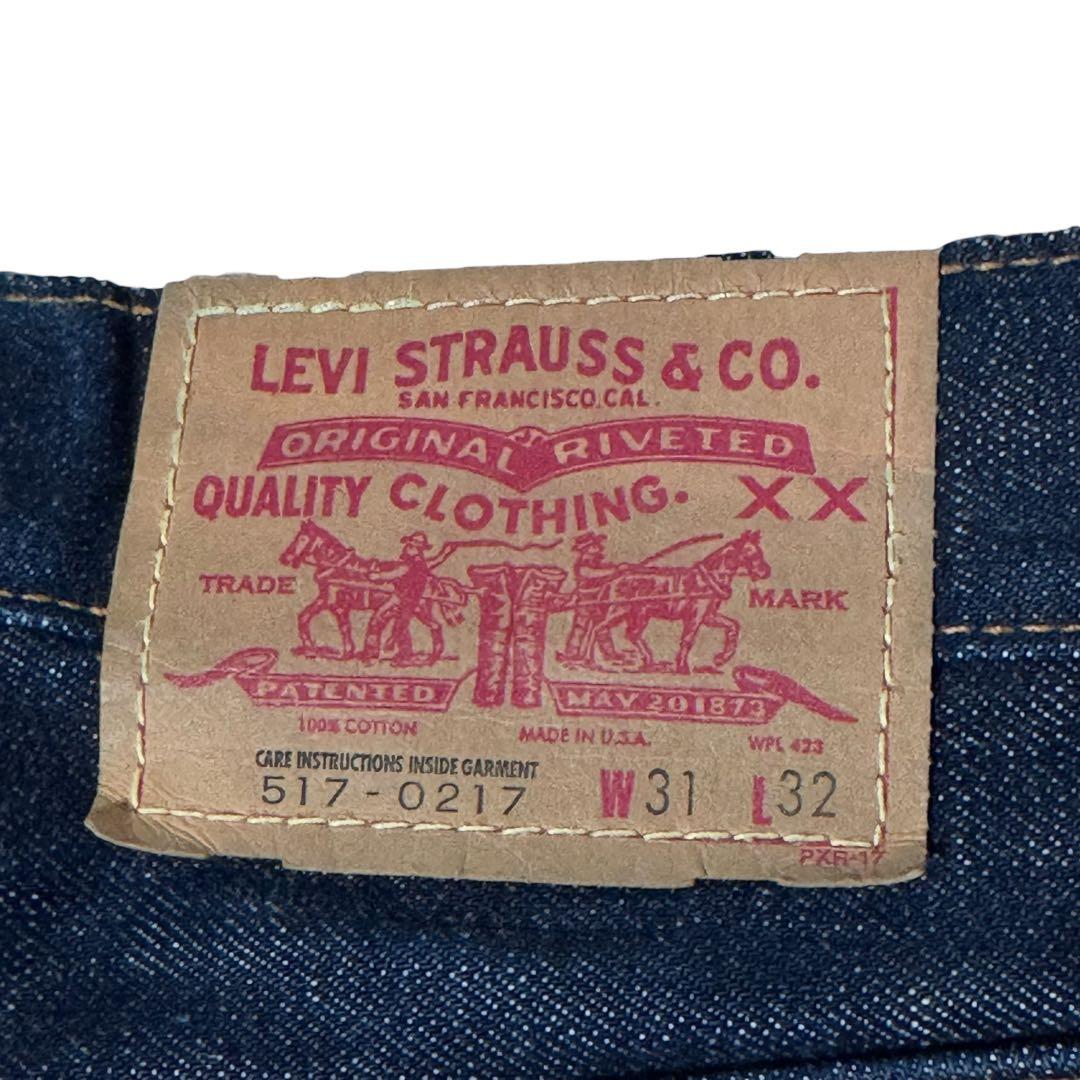 LEVI STRAUSS & CO.
SAN FRANCISCO, CAL.
ORIGINAL RIVETED
QUALITY CLOTHING. XX
TRADE MARK
PATENTED MAY 20 1873
100% COTTON MADE IN U.S.A. WPL 423
CARE INSTRUCTIONS INSIDE GARMENT
517-0217 W31 L32
PXR-17